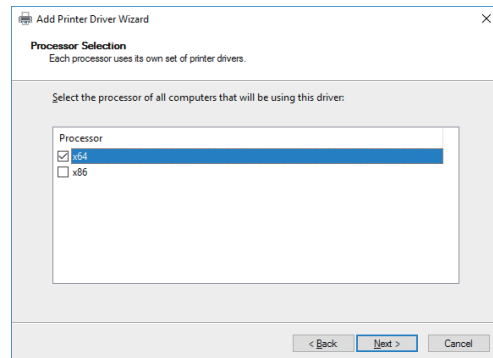 Add Printer Driver Wizard
Processor Selection
Each processor uses its own set of printer drivers.
Select the processor of all computers that will be using this driver:
Processor
x64
x86
< Back
Next >
Cancel